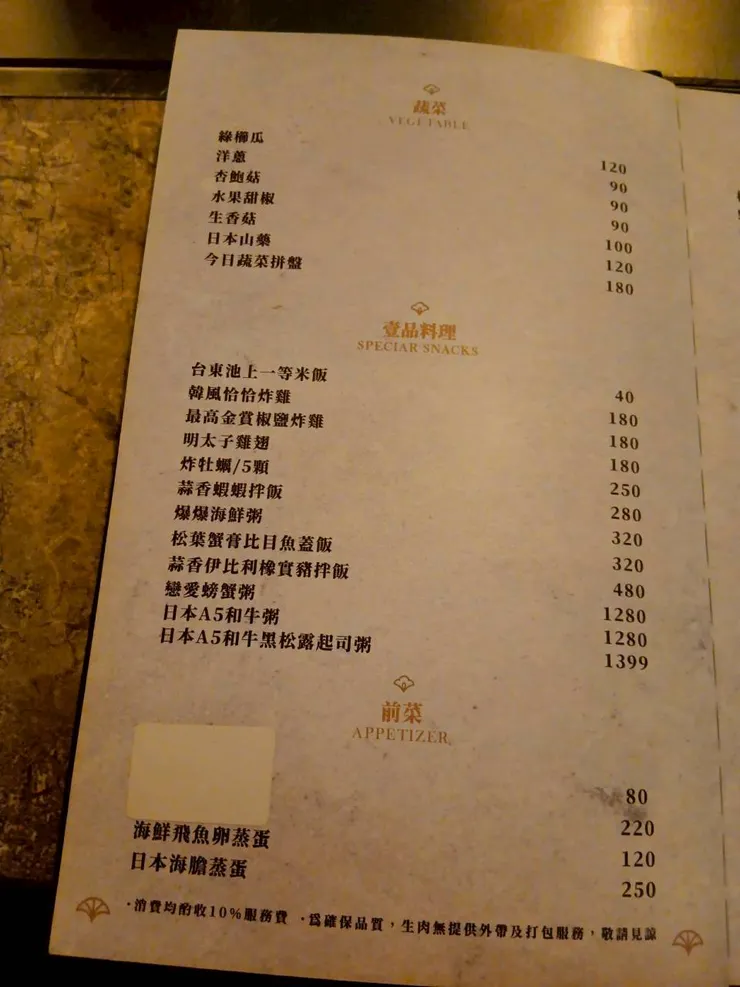 蔬菜
VEGETABLE
綠櫛瓜 120
洋蔥 90
杏鮑菇 90
水果甜椒 90
生香菇 100
日本山藥 120
今日蔬菜拼盤 180
壹品料理
SPECIAR SNACKS
台東池上一等米飯 40
韓風恰恰炸雞 180
最高金賞椒鹽炸雞 180
明太子雞翅 180
炸牡蠣/5顆 250
蒜香蝦蝦拌飯 280
爆爆海鮮粥 320
松葉蟹膏比目魚蓋飯 320
蒜香伊比利橡實豬拌飯 480
戀愛螃蟹粥 1280
日本A5和牛粥 1280
日本A5和牛黑松露起司粥 1399
前菜
APPETIZER
80
220
海鮮飛魚卵蒸蛋 120
日本海膽蒸蛋 250
·消費均酌收10%服務費 ·為確保品質，生肉無提供外帶及打包服務，敬請見諒